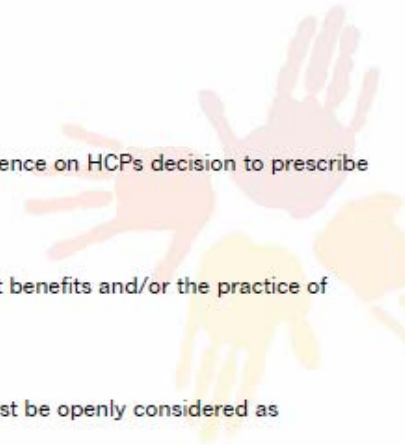 ence on HCPs decision to prescribe
t benefits and/or the practice of
st be openly considered as